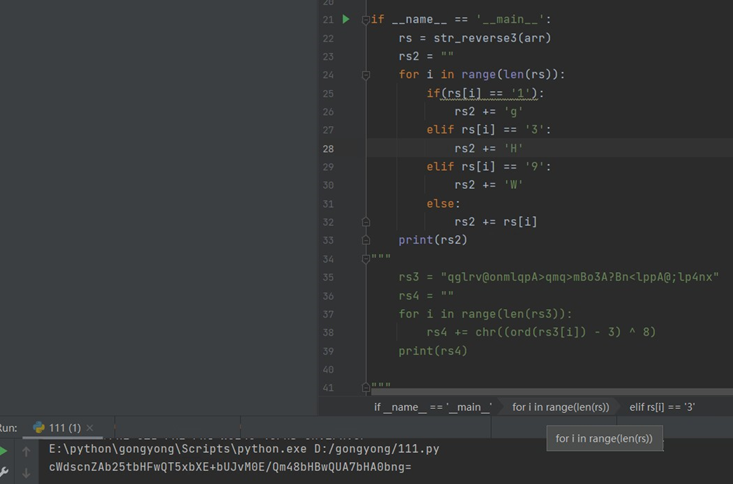 20
21 if __name__ == '__main__':
22 rs = str_reverse3(arr)
23 rs2 = ""
24 for i in range(len(rs)):
25 if(rs[i] == '1'):
26 rs2 += 'g'
27 elif rs[i] == '3':
28 rs2 += 'H'
29 elif rs[i] == '9':
30 rs2 += 'W'
31 else:
32 rs2 += rs[i]
33 print(rs2)
34 """
35 rs3 = "qglrv@onmlqpA>qmq>mBo3A?Bn<lppA@;lp4nx"
36 rs4 = ""
37 for i in range(len(rs3)):
38 rs4 += chr((ord(rs3[i]) - 3) ^ 8)
39 print(rs4)
40
41 """
if __name__ == '__main__' for i in range(len(rs)) elif rs[i] == '3'
un: 111 (1) ×
for i in range(len(rs))
E:\python\gongyong\Scripts\python.exe D:/gongyong/111.py
cWdscnZAb25tbHFwQT5xbXE+bUJvM0E/Qm48bHBwQUA7bHA0bng=